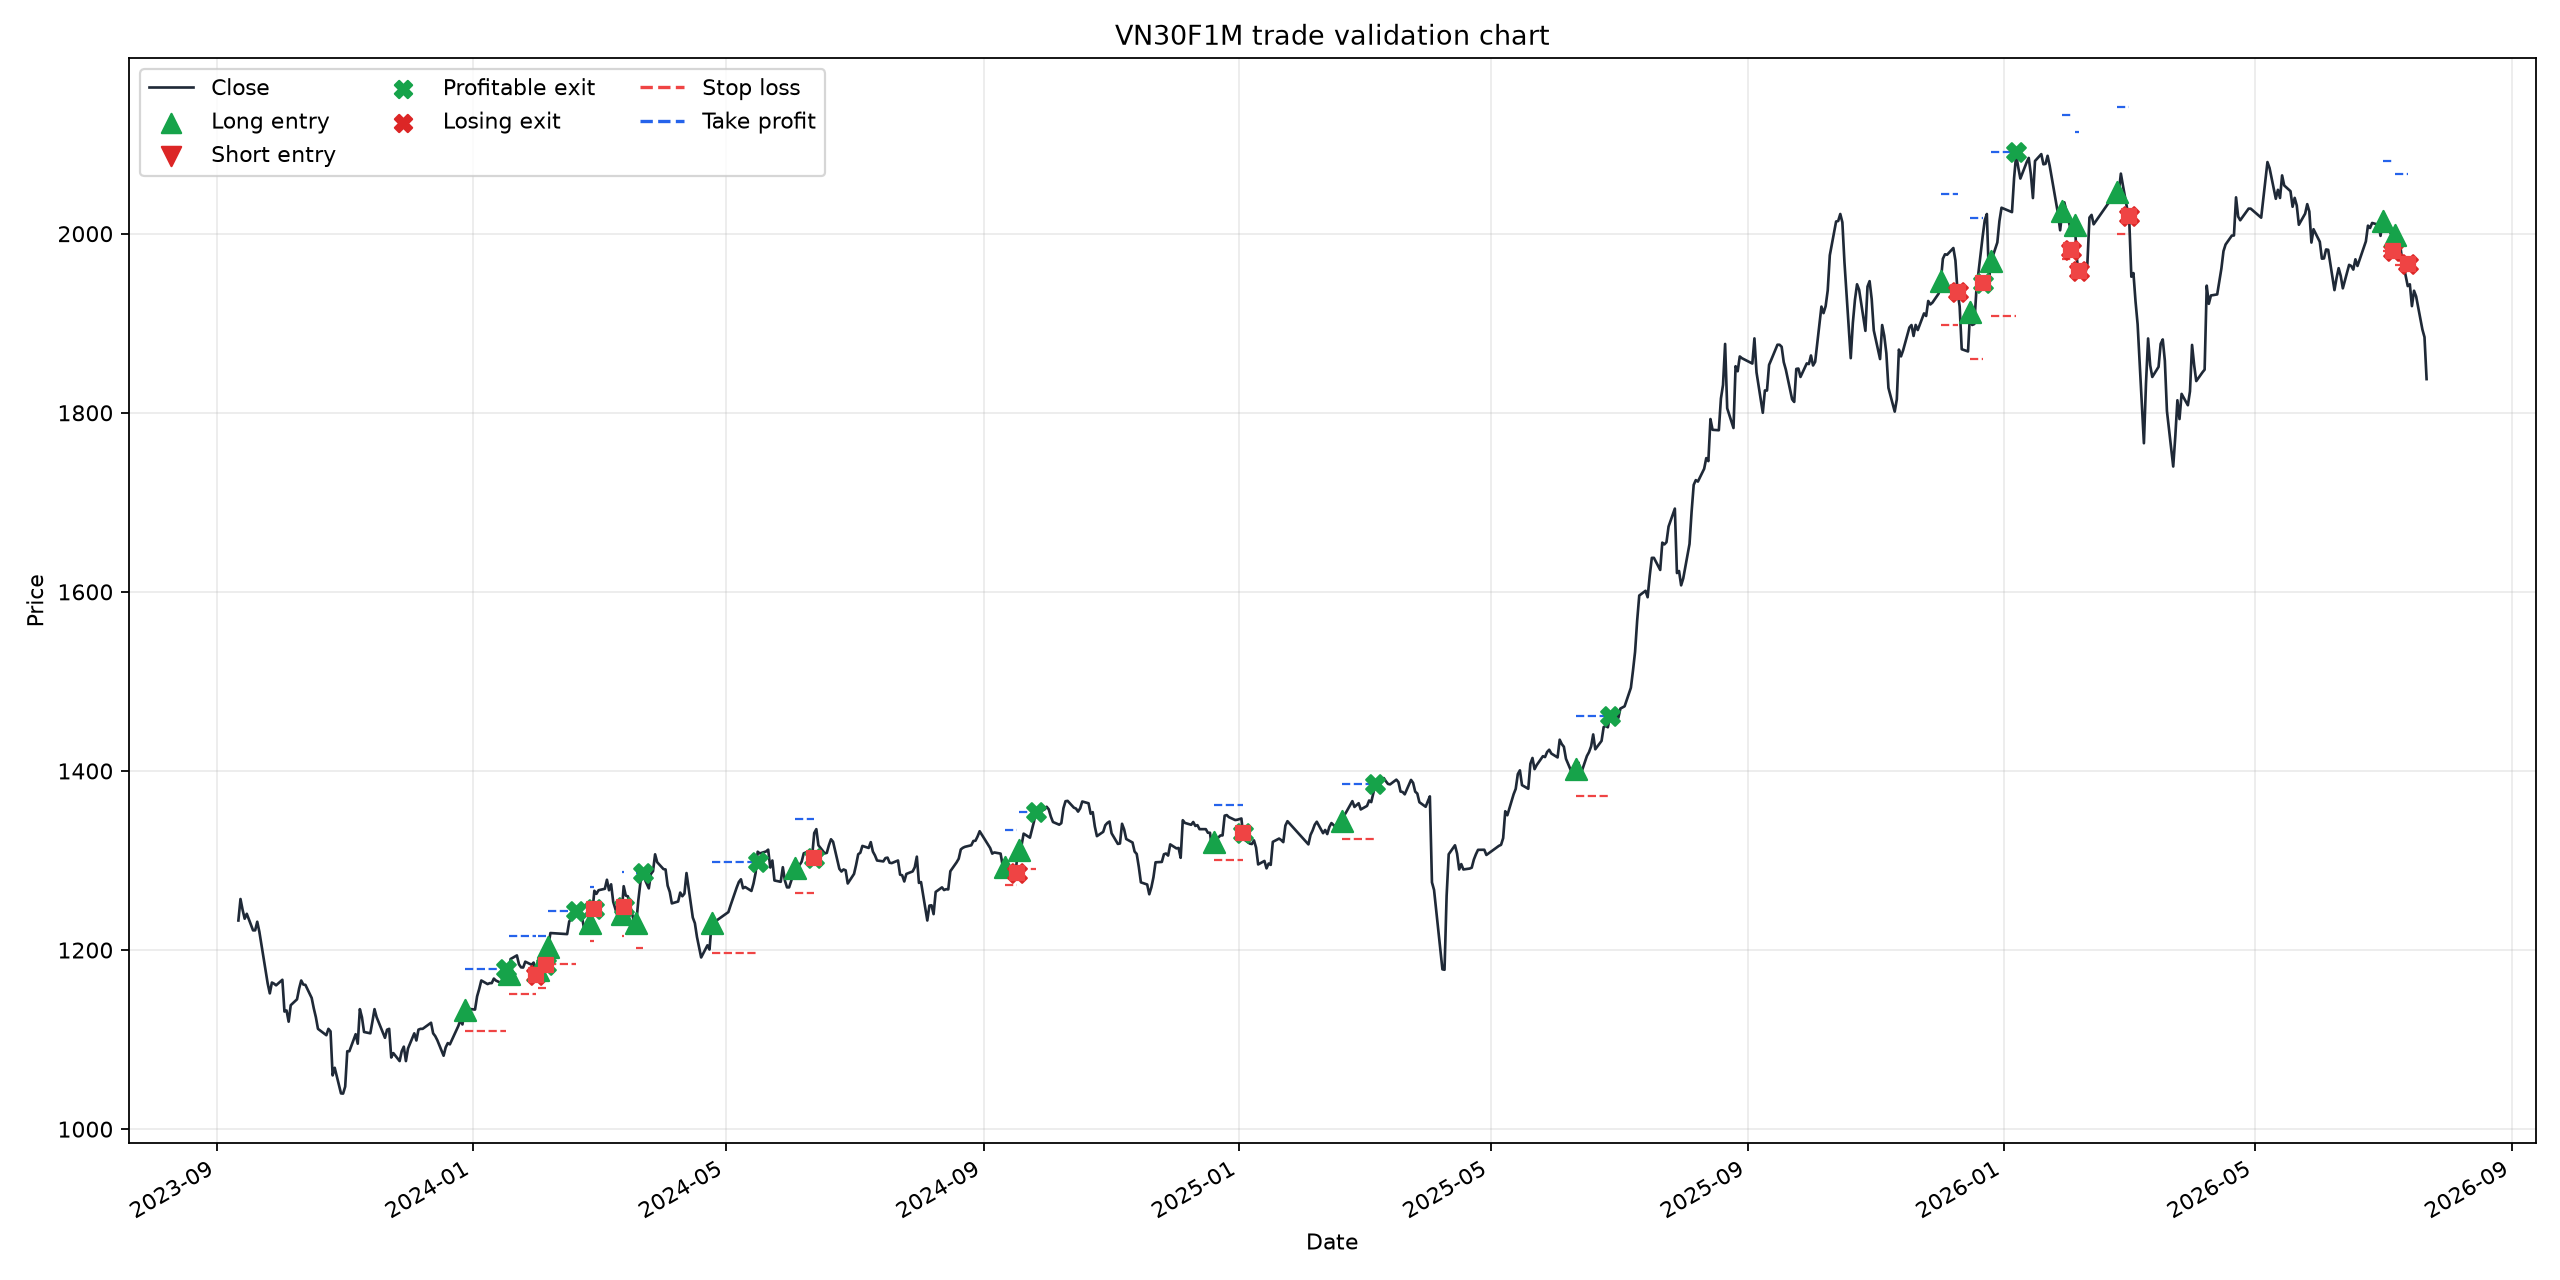 VN30F1M trade validation chart
Close
Long entry
Short entry
Profitable exit
Losing exit
Stop loss
Take profit
Price
2000
1800
1600
1400
1200
1000
2023-09
2024-01
2024-05
2024-09
2025-01
2025-05
2025-09
2026-01
2026-05
2026-09
Date